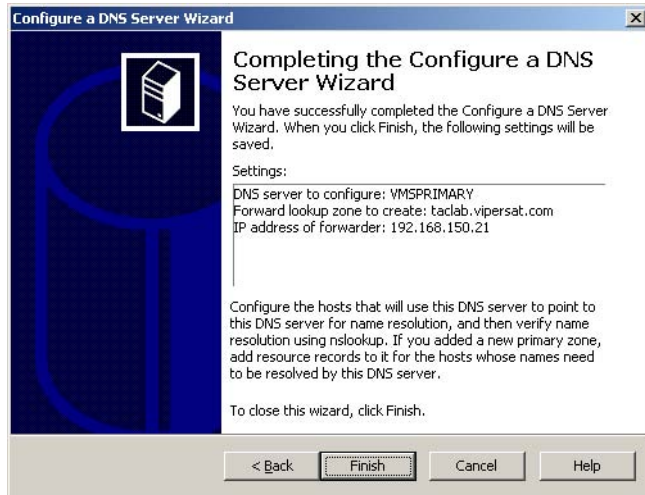 Configure a DNS Server Wizard
Completing the Configure a DNS
Server Wizard
You have successfully completed the Configure a DNS Server
Wizard. When you click Finish, the following settings will be
saved.
Settings:
DNS server to configure: VMSPRIMARY
Forward lookup zone to create: taclab.vipersat.com
IP address of forwarder: 192.168.150.21
Configure the hosts that will use this DNS server to point to
this DNS server for name resolution, and then verify name
resolution using nslookup. If you added a new primary zone,
add resource records to it for the hosts whose names need
to be resolved by this DNS server.
To close this wizard, click Finish.
< Back Finish Cancel Help